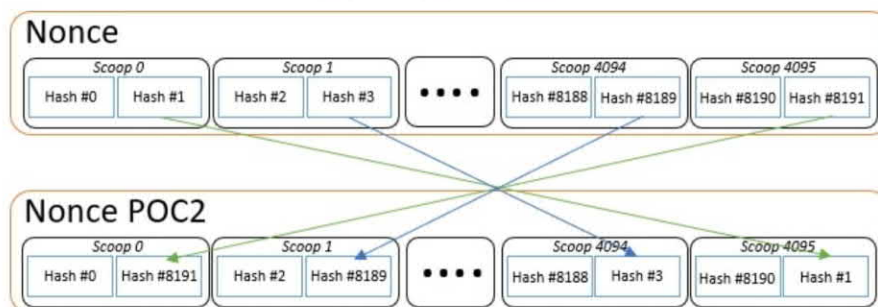 Nonce
Scoop 0 Scoop 1 Scoop 4094 Scoop 4095
Hash #0 Hash #1 Hash #2 Hash #3 Hash #8188 Hash #8189 Hash #8190 Hash #8191
Nonce POC2
Scoop 0 Scoop 1 Scoop 4094 Scoop 4095
Hash #0 Hash #8191 Hash #2 Hash #8189 Hash #8188 Hash #3 Hash #8190 Hash #1